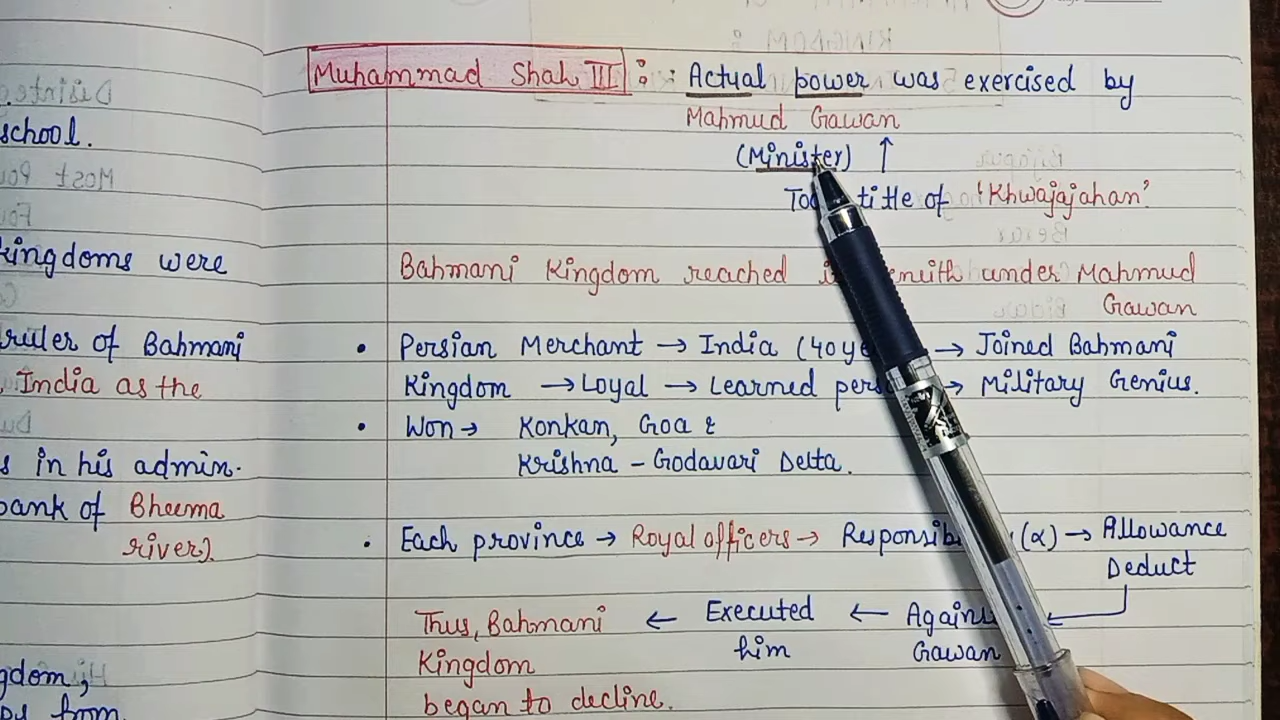 school.
kingdoms were
ruler of Bahmani
India as the
in his admin.
bank of Bheema
river).
Muhammad Shah III : : Actual power was exercised by
Mahmud Gawan
(Minister) ↑
title of 'Khwajajahan'
Bahmani Kingdom reached under Mahmud
Gawan
• Persian Merchant → India (40 → Joined Bahmani
Kingdom → Loyal → Learned → Military Genius.
• Won → Konkan, Goa &
Krishna - Godavari Delta.
• Each province → Royal officers → (α) → Allowance
Deduct
Thus, Bahmani ← Executed ←
him Gawan
Kingdom
began to decline.